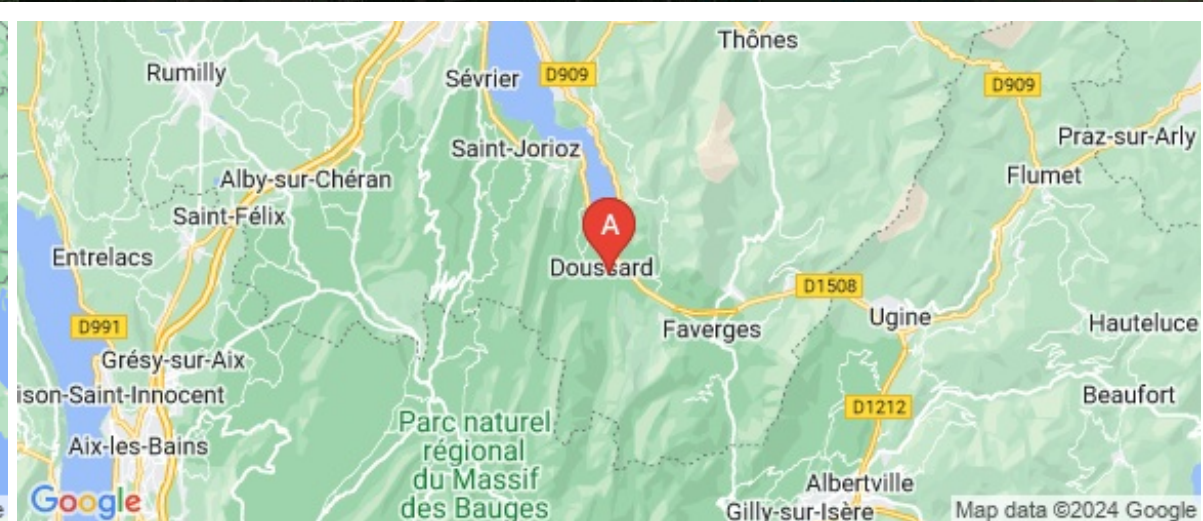 Thônes
Rumilly
Sévrier
D909
D909
Praz-sur-Arly
Saint-Jorioz
Alby-sur-Chéran
Flumet
Saint-Félix
A
Entrelacs
Doussard
D1508
D991
Faverges
Ugine
Hauteluce
Grésy-sur-Aix
ison-Saint-Innocent
Beaufort
D1212
Parc naturel
régional
du Massif
des Bauges
Aix-les-Bains
Albertville
Gilly-sur-Isère
Google
Map data ©2024 Google